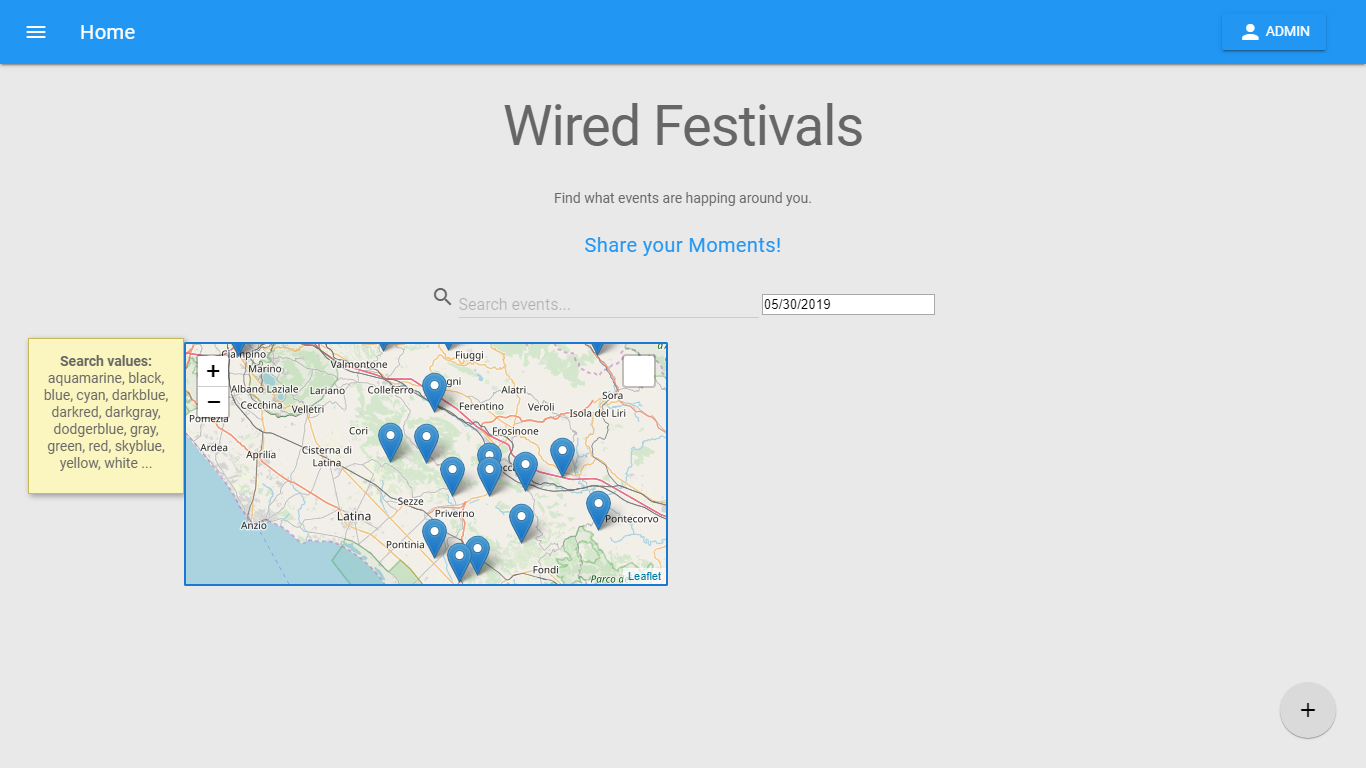 Home
ADMIN
Wired Festivals
Find what events are happing around you.
Share your Moments!
Search events...
05/30/2019
Search values:
aquamarine, black,
blue, cyan, darkblue,
darkred, darkgray,
dodgerblue, gray,
green, red, skyblue,
yellow, white ...
+
−
Ciampino
Marino
Albano Laziale
Cecchina
Pomezia
Velletri
Lariano
Valmontone
Colleferro
Fiuggi
gni
Alatri
Ferentino
Veroli
Sora
Isola del Liri
Frosinone
Cori
Ardea
Aprilia
Cisterna di
Latina
Sezze
Latina
Priverno
Anzio
Pontinia
Pontecorvo
Fondi
Leaflet
+